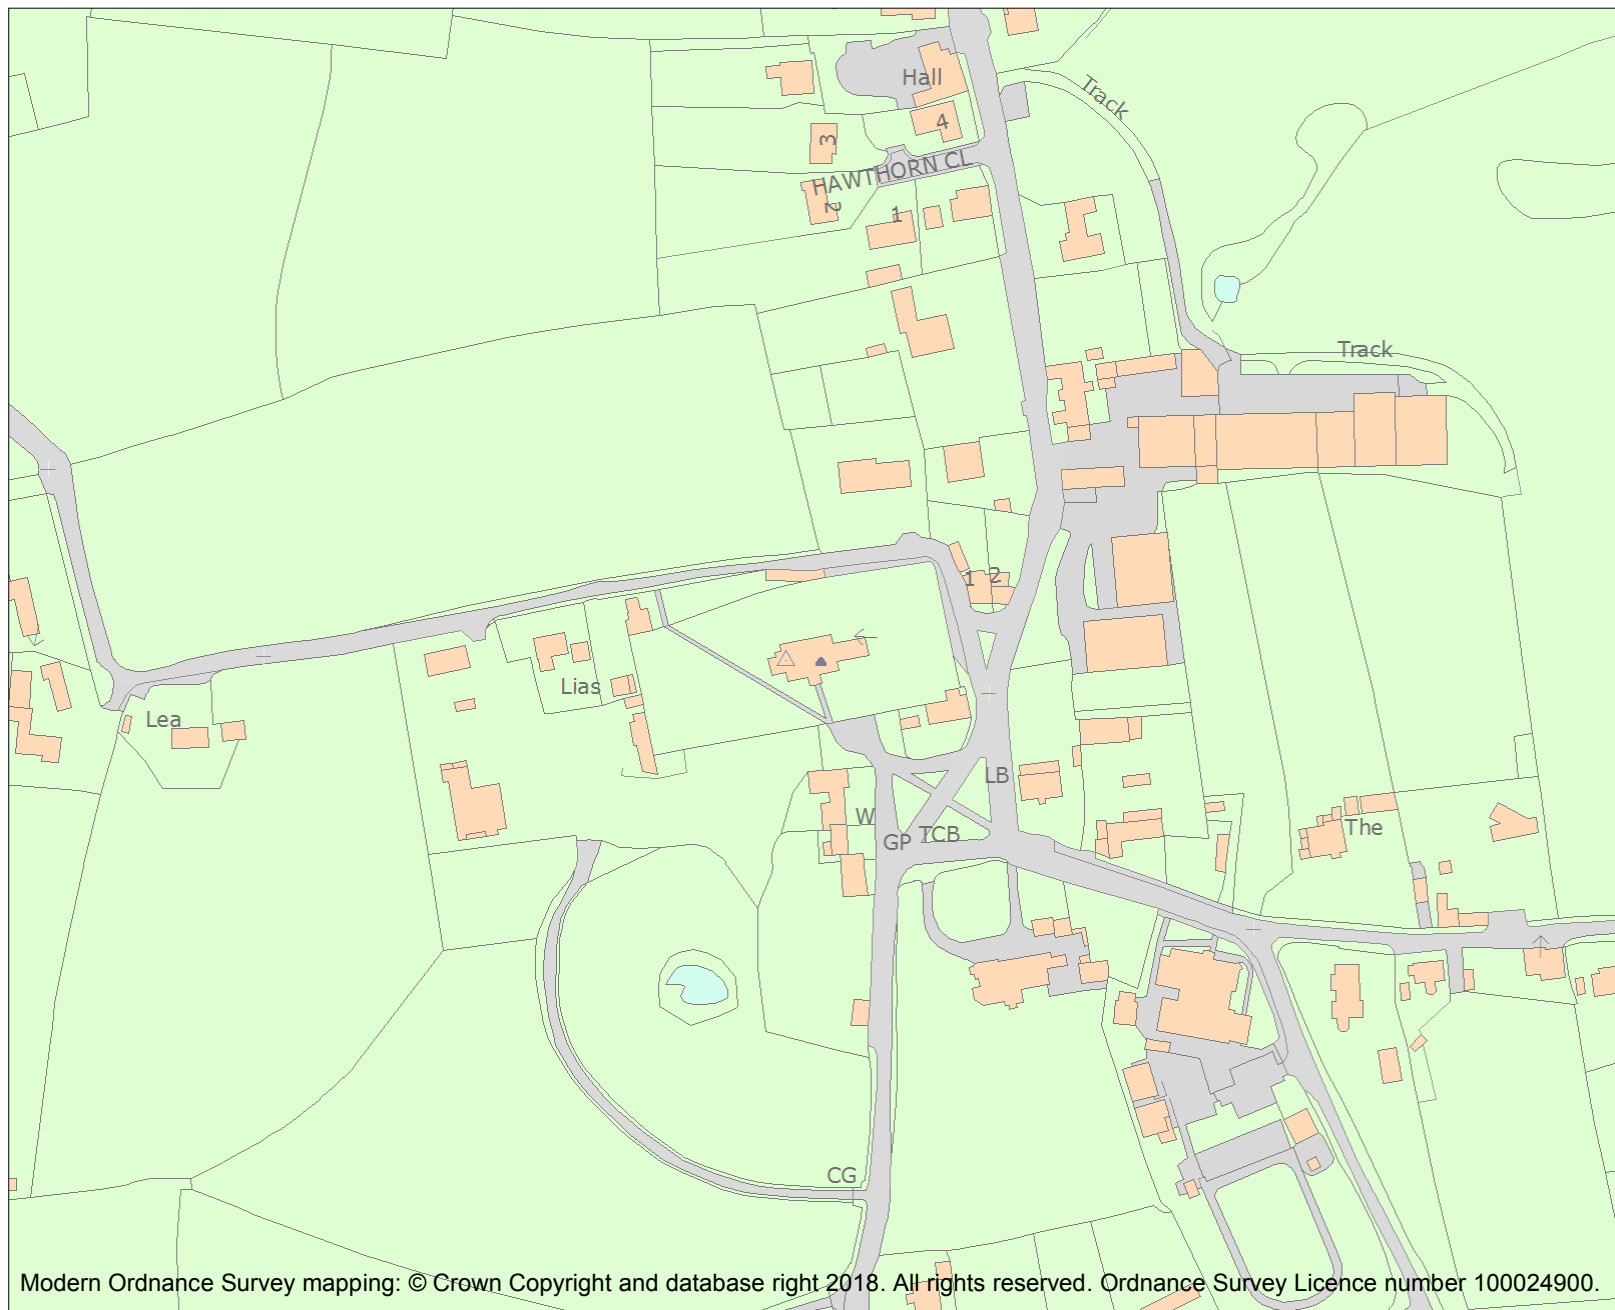 Hall
Track
4
3
HAWTHORN CL
2
1
Track
1
2
Lias
Lea
LB
W
GP
TCB
The
CG
Modern Ordnance Survey mapping: © Crown Copyright and database right 2018. All rights reserved. Ordnance Survey Licence number 100024900.